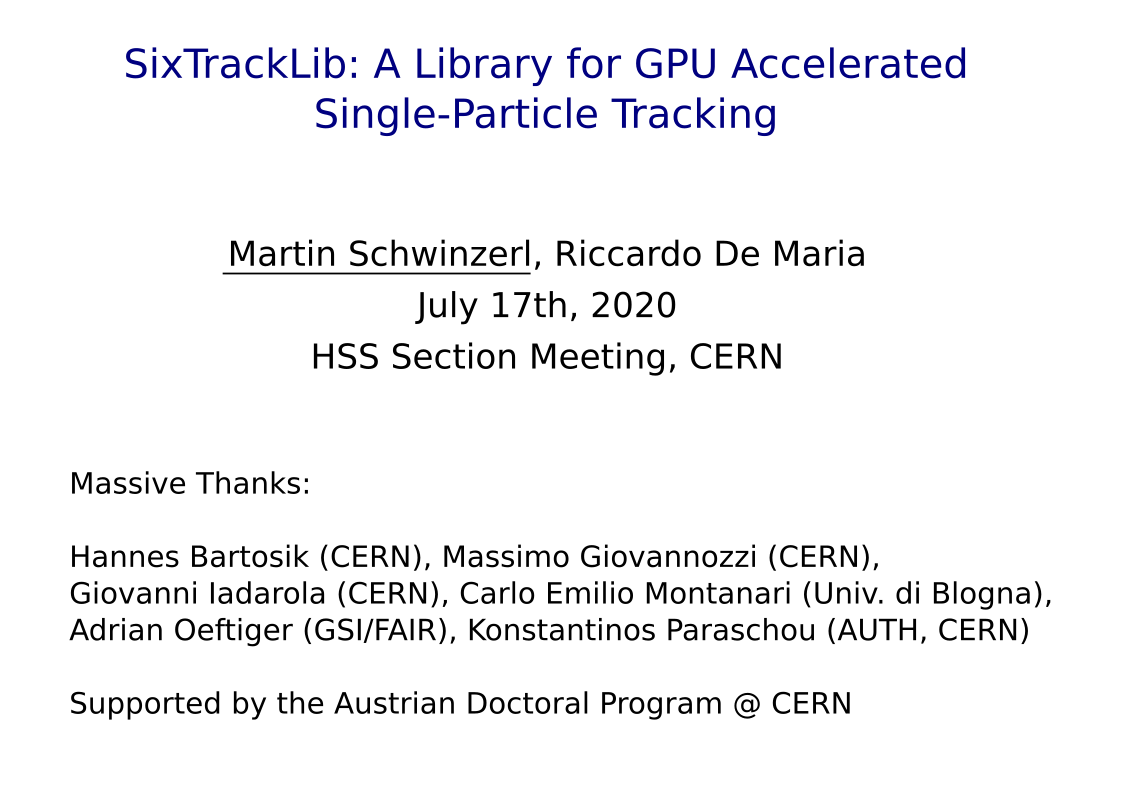 SixTrackLib: A Library for GPU Accelerated
Single-Particle Tracking
Martin Schwinzerl, Riccardo De Maria
July 17th, 2020
HSS Section Meeting, CERN
Massive Thanks:
Hannes Bartosik (CERN), Massimo Giovannozzi (CERN),
Giovanni Iadarola (CERN), Carlo Emilio Montanari (Univ. di Blogna),
Adrian Oeftiger (GSI/FAIR), Konstantinos Paraschou (AUTH, CERN)
Supported by the Austrian Doctoral Program @ CERN